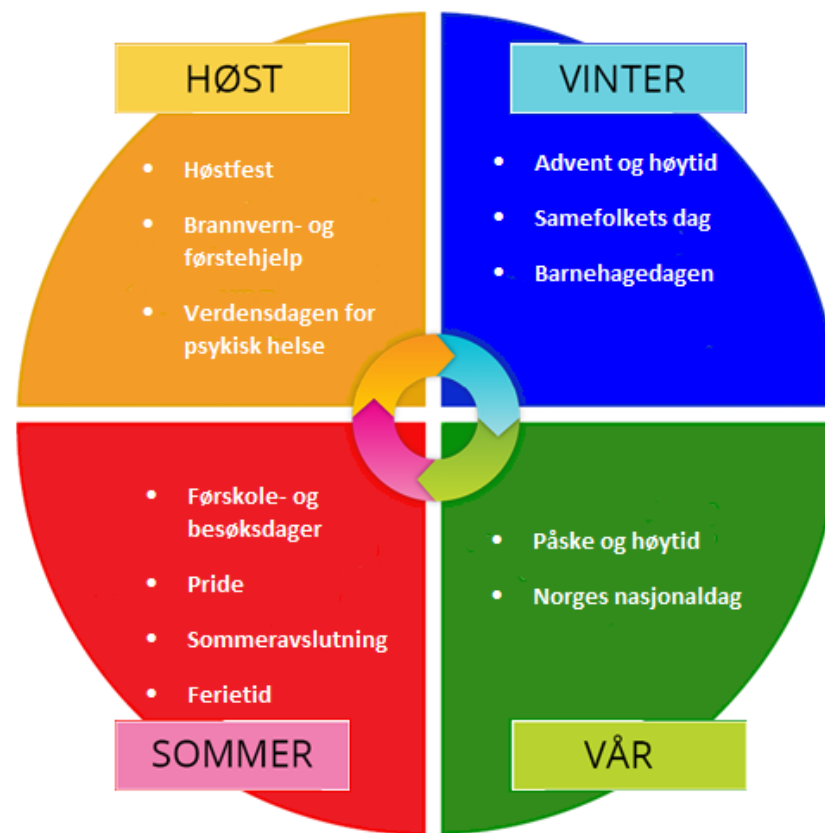 HØST
• Høstfest
• Brannvern- og
førstehjelp
• Verdensdagen for
psykisk helse
VINTER
• Advent og høytid
• Samefolkets dag
• Barnehagedagen
• Førskole- og
besøksdager
• Pride
• Sommeravslutning
• Ferietid
SOMMER
• Påske og høytid
• Norges nasjonaldag
VÅR